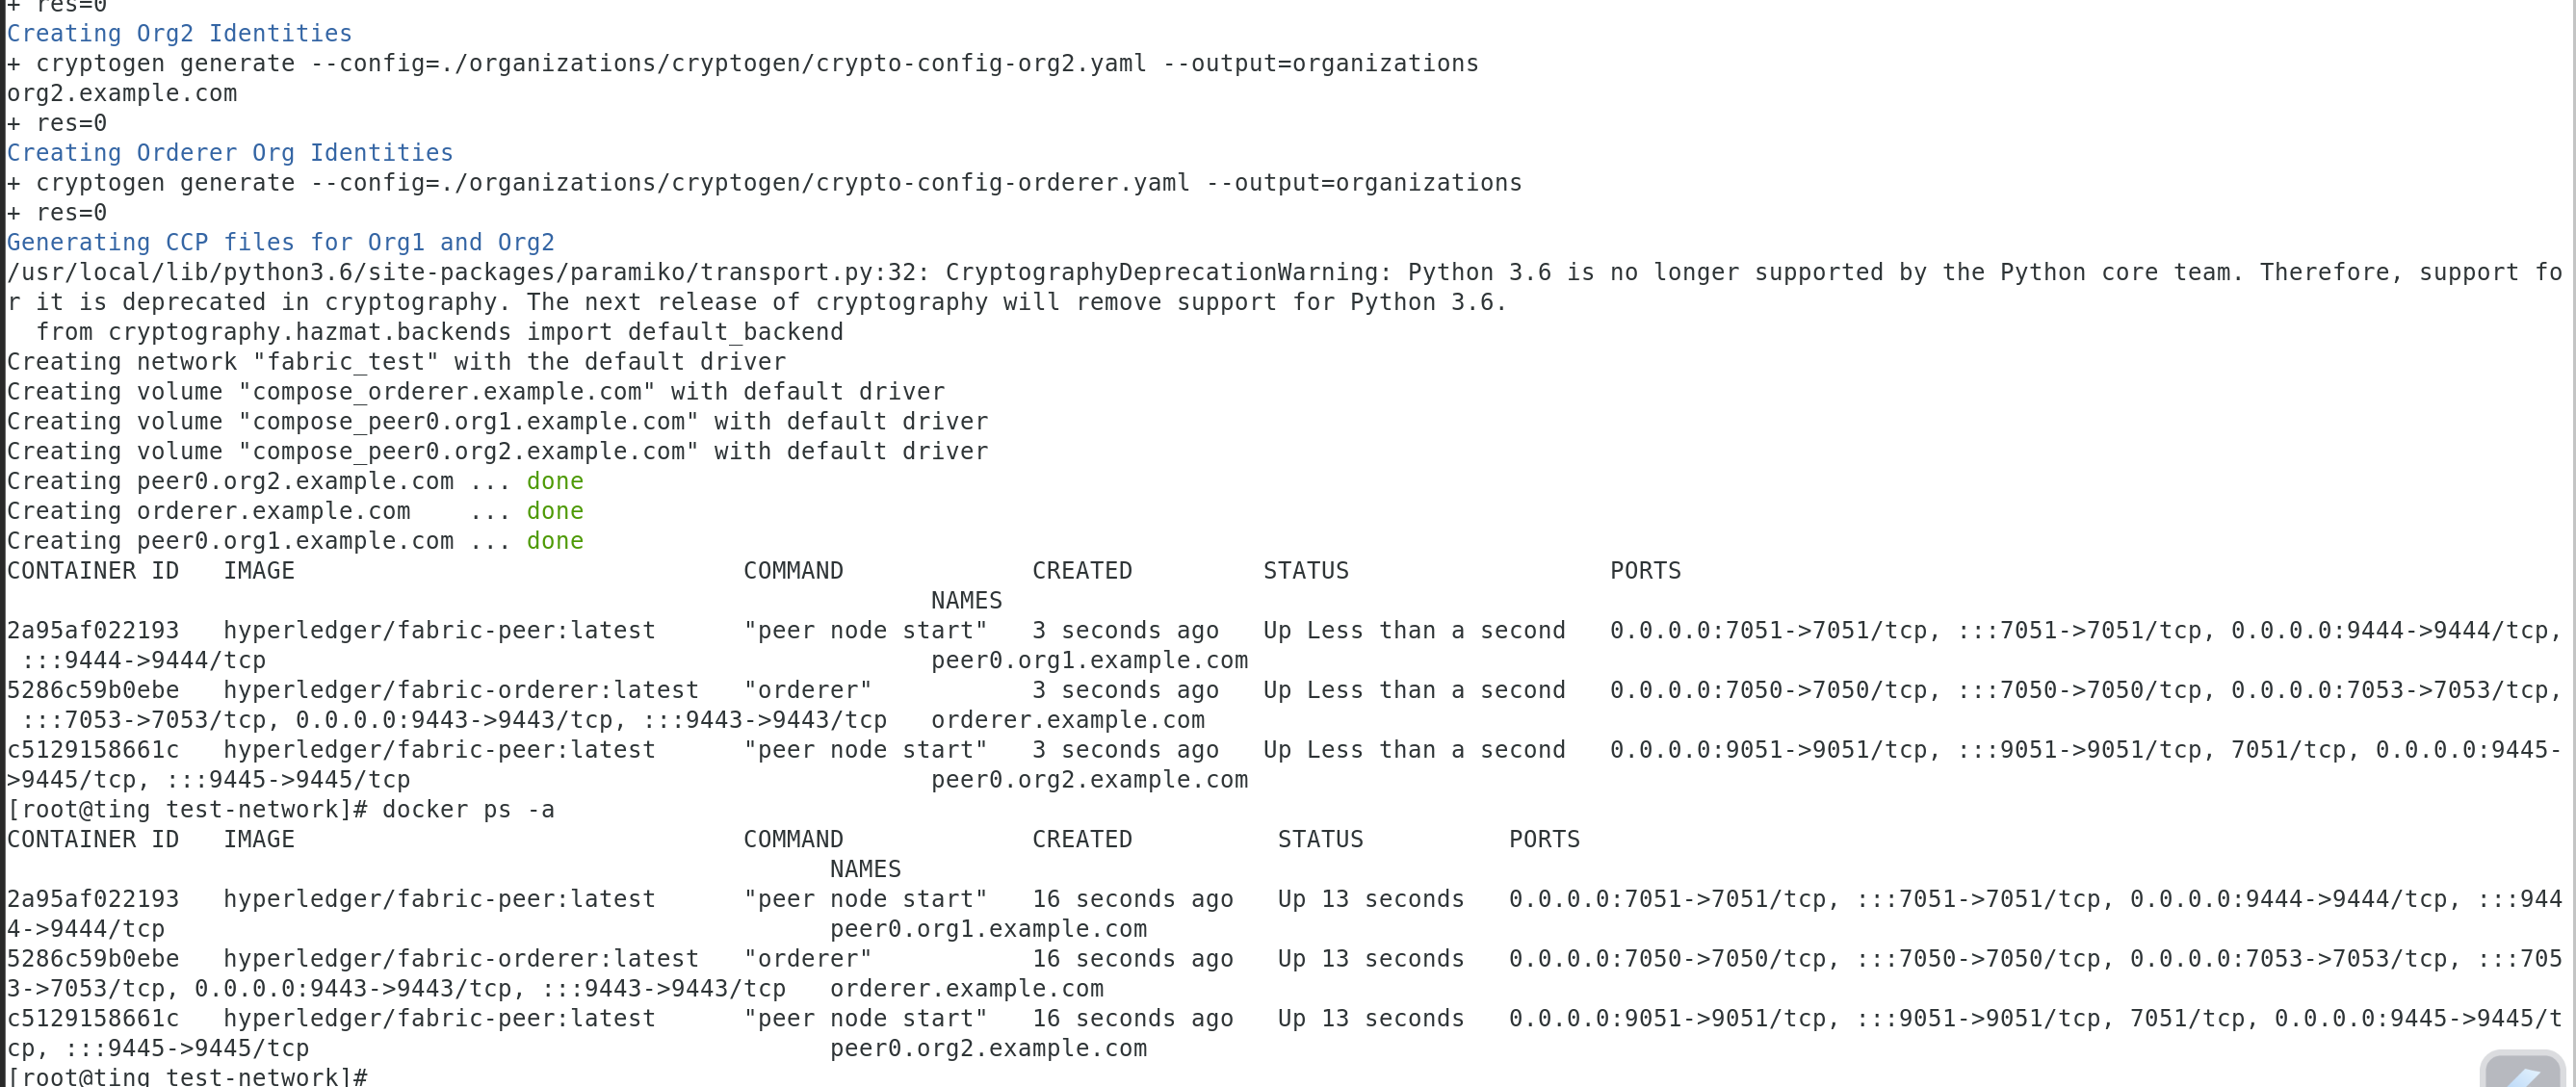 + res=0
Creating Org2 Identities
+ cryptogen generate --config=./organizations/cryptogen/crypto-config-org2.yaml --output=organizations
org2.example.com
+ res=0
Creating Orderer Org Identities
+ cryptogen generate --config=./organizations/cryptogen/crypto-config-orderer.yaml --output=organizations
+ res=0
Generating CCP files for Org1 and Org2
/usr/local/lib/python3.6/site-packages/paramiko/transport.py:32: CryptographyDeprecationWarning: Python 3.6 is no longer supported by the Python core team. Therefore, support fo
r it is deprecated in cryptography. The next release of cryptography will remove support for Python 3.6.
  from cryptography.hazmat.backends import default_backend
Creating network "fabric_test" with the default driver
Creating volume "compose_orderer.example.com" with default driver
Creating volume "compose_peer0.org1.example.com" with default driver
Creating volume "compose_peer0.org2.example.com" with default driver
Creating peer0.org2.example.com ... done
Creating orderer.example.com    ... done
Creating peer0.org1.example.com ... done
CONTAINER ID   IMAGE                               COMMAND             CREATED         STATUS                  PORTS
                                                                NAMES
2a95af022193   hyperledger/fabric-peer:latest      "peer node start"   3 seconds ago   Up Less than a second   0.0.0.0:7051->7051/tcp, :::7051->7051/tcp, 0.0.0.0:9444->9444/tcp,
 :::9444->9444/tcp                                              peer0.org1.example.com
5286c59b0ebe   hyperledger/fabric-orderer:latest   "orderer"           3 seconds ago   Up Less than a second   0.0.0.0:7050->7050/tcp, :::7050->7050/tcp, 0.0.0.0:7053->7053/tcp,
 :::7053->7053/tcp, 0.0.0.0:9443->9443/tcp, :::9443->9443/tcp   orderer.example.com
c5129158661c   hyperledger/fabric-peer:latest      "peer node start"   3 seconds ago   Up Less than a second   0.0.0.0:9051->9051/tcp, :::9051->9051/tcp, 7051/tcp, 0.0.0.0:9445-
>9445/tcp, :::9445->9445/tcp                                    peer0.org2.example.com
[root@ting test-network]# docker ps -a
CONTAINER ID   IMAGE                               COMMAND             CREATED          STATUS          PORTS
                                                         NAMES
2a95af022193   hyperledger/fabric-peer:latest      "peer node start"   16 seconds ago   Up 13 seconds   0.0.0.0:7051->7051/tcp, :::7051->7051/tcp, 0.0.0.0:9444->9444/tcp, :::944
4->9444/tcp                                              peer0.org1.example.com
5286c59b0ebe   hyperledger/fabric-orderer:latest   "orderer"           16 seconds ago   Up 13 seconds   0.0.0.0:7050->7050/tcp, :::7050->7050/tcp, 0.0.0.0:7053->7053/tcp, :::705
3->7053/tcp, 0.0.0.0:9443->9443/tcp, :::9443->9443/tcp   orderer.example.com
c5129158661c   hyperledger/fabric-peer:latest      "peer node start"   16 seconds ago   Up 13 seconds   0.0.0.0:9051->9051/tcp, :::9051->9051/tcp, 7051/tcp, 0.0.0.0:9445->9445/t
cp, :::9445->9445/tcp                                    peer0.org2.example.com
[root@ting test-network]#